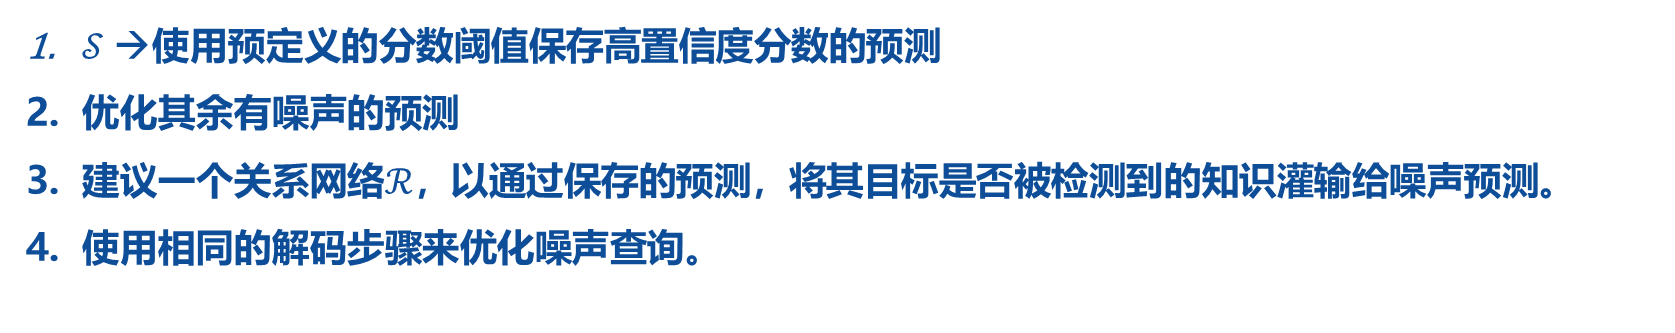 1. 𝒮 →使用预定义的分数阈值保存高置信度分数的预测
2. 优化其余有噪声的预测
3. 建议一个关系网络ℛ，以通过保存的预测，将其目标是否被检测到的知识灌输给噪声预测。
4. 使用相同的解码步骤来优化噪声查询。